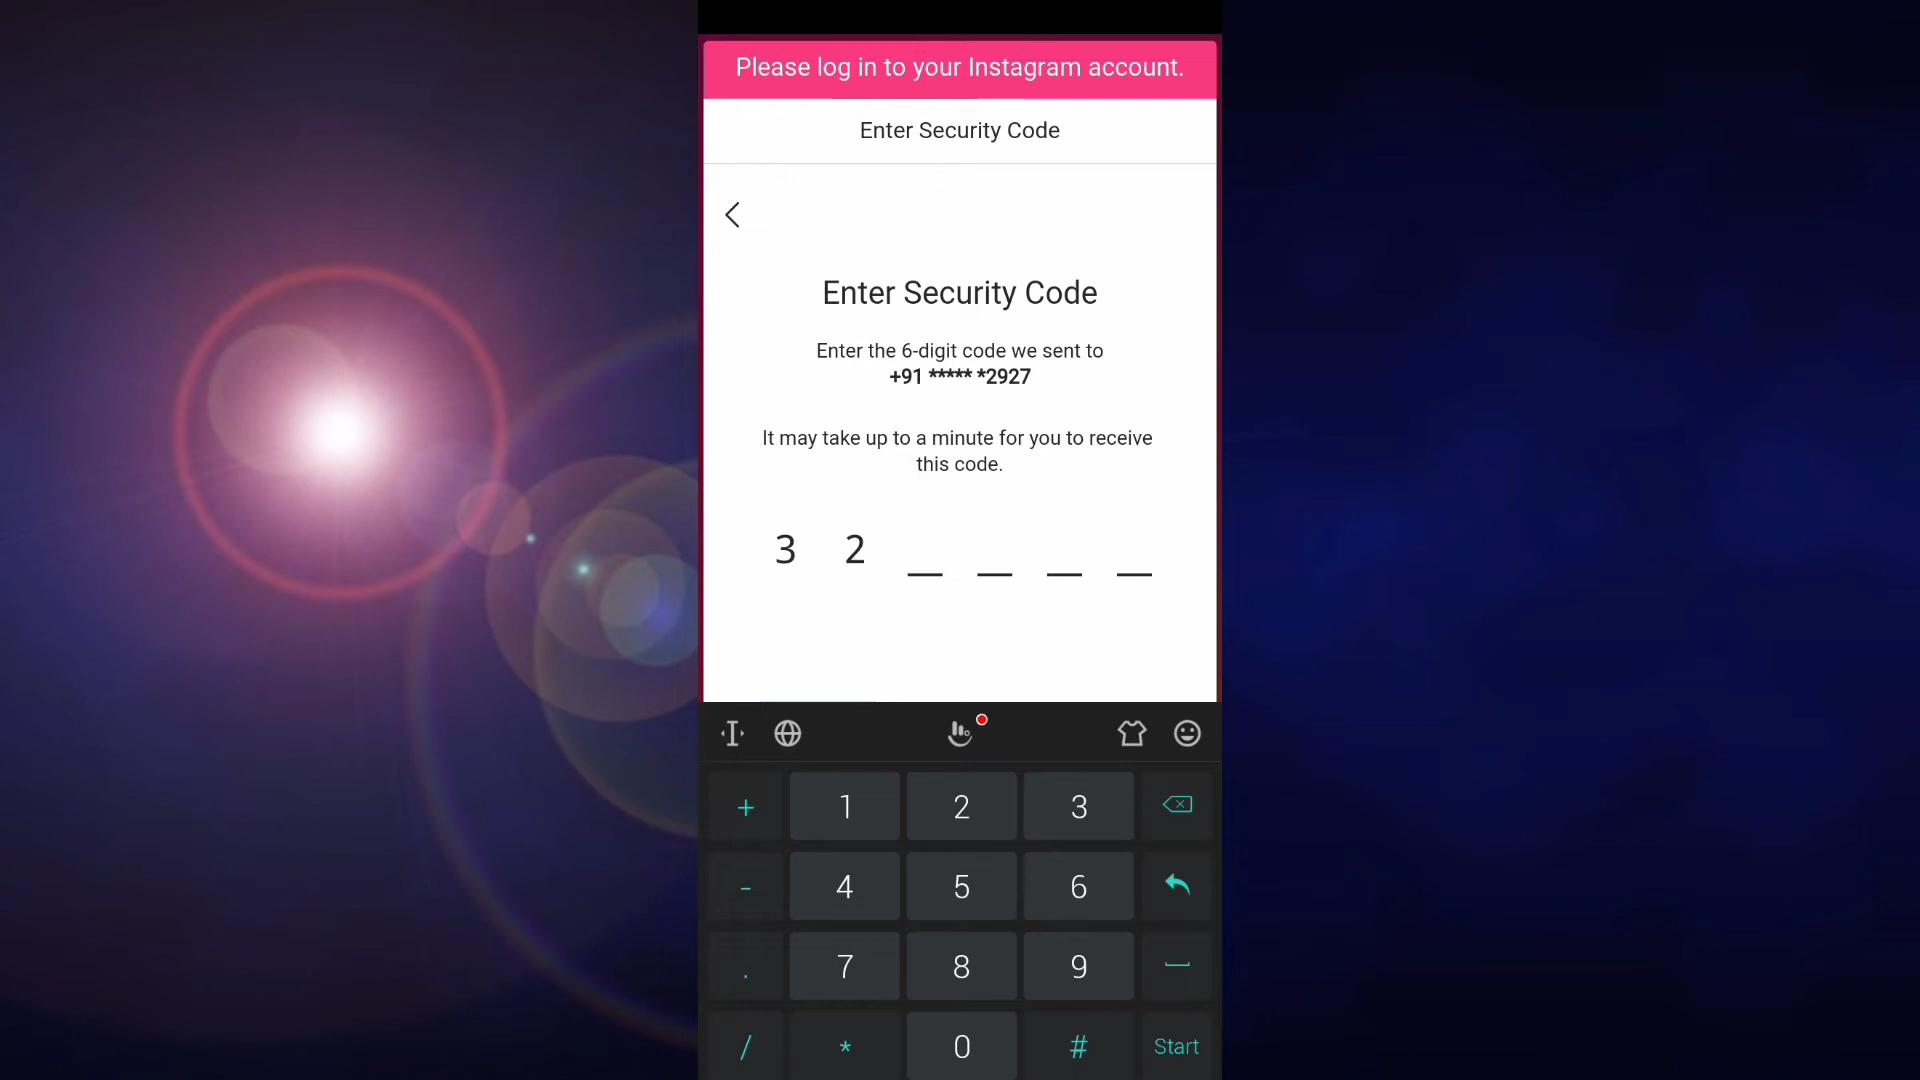 Please log in to your Instagram account.
Enter Security Code
Enter Security Code
Enter the 6-digit code we sent to
+91 ***** *2927
It may take up to a minute for you to receive
this code.
3 2 _ _ _ _
+ 1 2 3
- 4 5 6
. 7 8 9
/ * 0 # Start